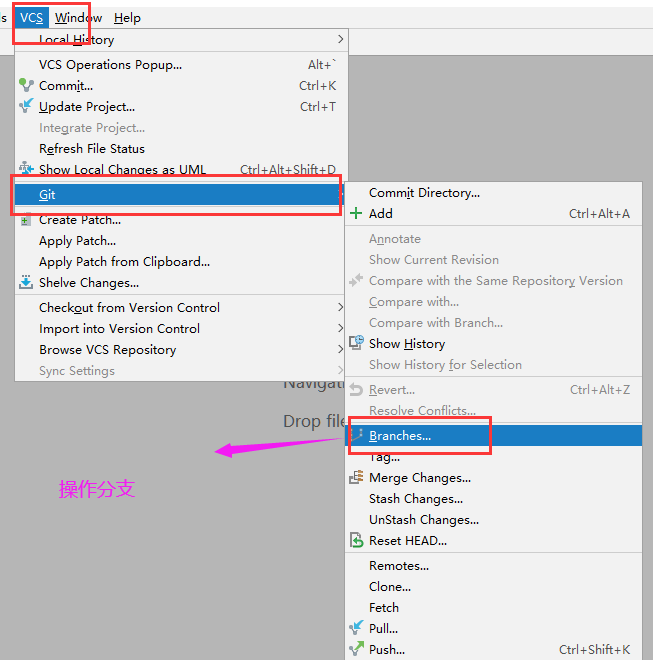 s VCS Window Help
Local History
VCS Operations Popup... Alt+`
Commit... Ctrl+K
Update Project... Ctrl+T
Integrate Project...
Refresh File Status
Show Local Changes as UML Ctrl+Alt+Shift+D
Git
Create Patch...
Apply Patch...
Apply Patch from Clipboard...
Shelve Changes...
Checkout from Version Control
Import into Version Control
Browse VCS Repository
Sync Settings
Commit Directory...
Add Ctrl+Alt+A
Annotate
Show Current Revision
Compare with the Same Repository Version
Compare with...
Compare with Branch...
Show History
Show History for Selection
Revert... Ctrl+Alt+Z
Resolve Conflicts...
Branches...
Tag...
Merge Changes...
Stash Changes...
UnStash Changes...
Reset HEAD...
Remotes...
Clone...
Fetch
Pull...
Push... Ctrl+Shift+K
Navigat
Drop file
操作分支